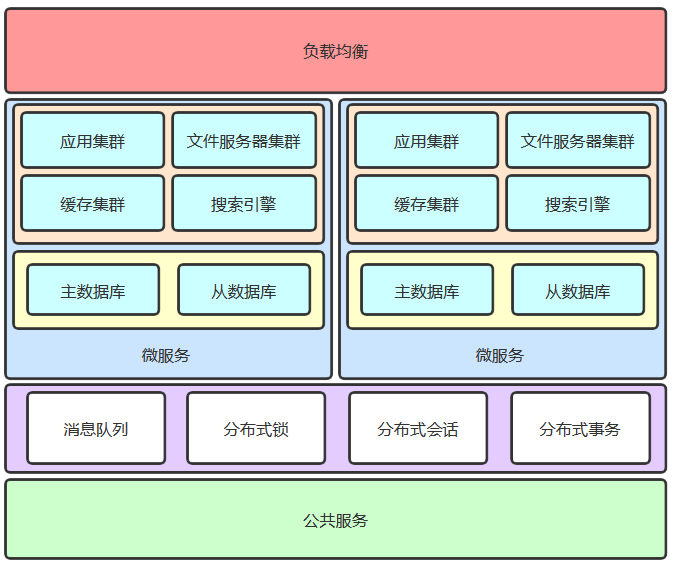 负载均衡
应用集群
文件服务器集群
缓存集群
搜索引擎
主数据库
从数据库
微服务
应用集群
文件服务器集群
缓存集群
搜索引擎
主数据库
从数据库
微服务
消息队列
分布式锁
分布式会话
分布式事务
公共服务